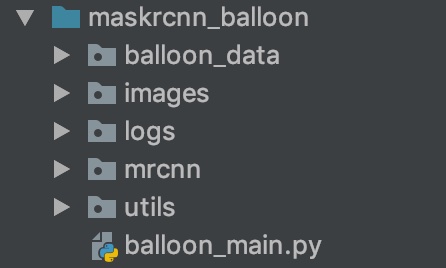 maskrcnn_balloon
balloon_data
images
logs
mrcnn
utils
balloon_main.py